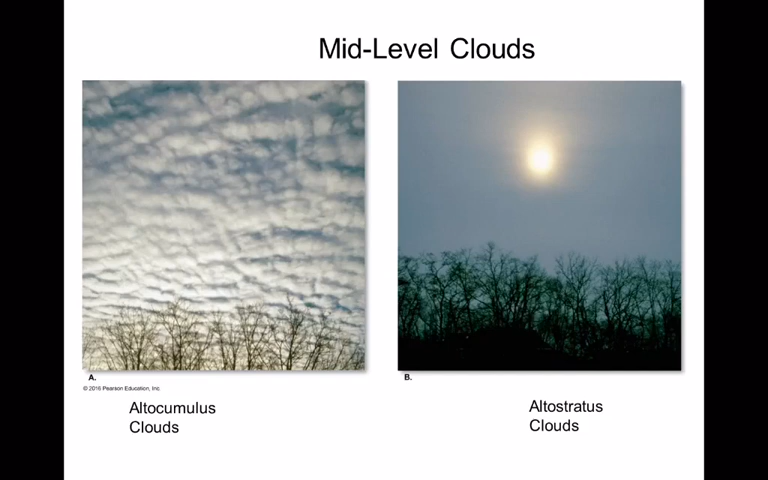 Mid-Level Clouds
A.
B.
© 2016 Pearson Education, Inc.
Altocumulus
Clouds
Altostratus
Clouds